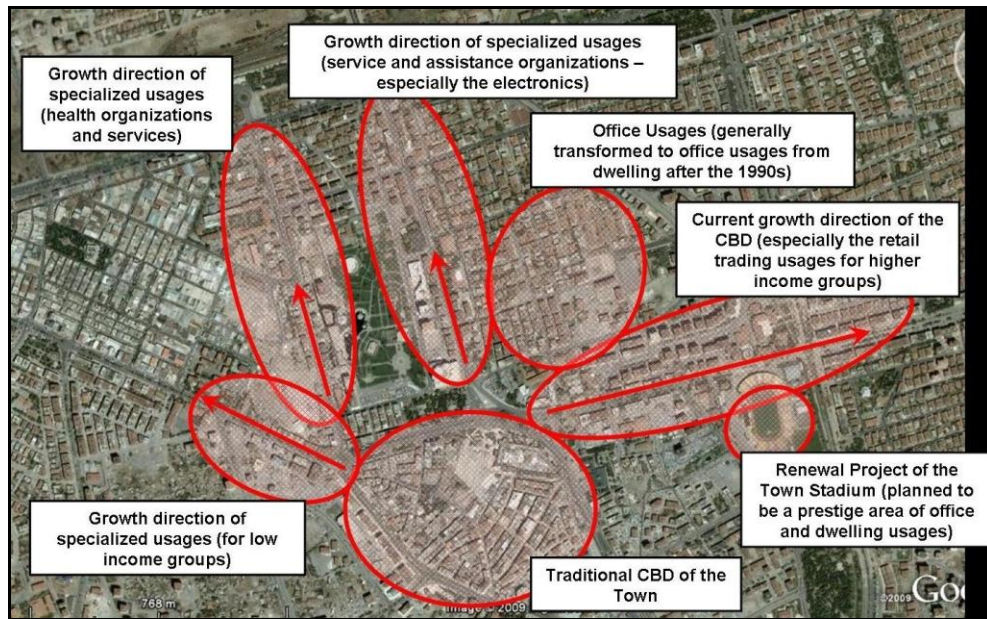 Growth direction of specialized usages
(service and assistance organizations –
especially the electronics)
Growth direction of
specialized usages
(health organizations
and services)
Office Usages (generally
transformed to office usages from
dwelling after the 1990s)
Current growth direction of the
CBD (especially the retail
trading usages for higher
income groups)
Renewal Project of the
Town Stadium (planned to
be a prestige area of office
and dwelling usages)
Growth direction of
specialized usages (for low
income groups)
Traditional CBD of the
Town
768 m
Image © 2009
©2009 Goo